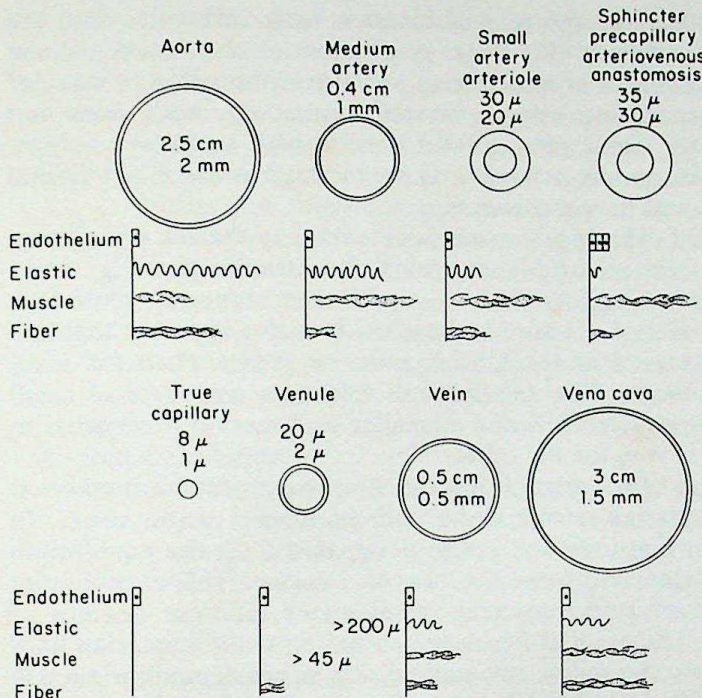 Aorta
2.5 cm
2 mm
Medium
artery
0.4 cm
1 mm
Small
artery
arteriole
30 μ
20 μ
Sphincter
precapillary
arteriovenous
anastomosis
35 μ
30 μ
Endothelium
Elastic
Muscle
Fiber
True
capillary
8 μ
1 μ
Venule
20 μ
2 μ
Vein
0.5 cm
0.5 mm
Vena cava
3 cm
1.5 mm
Endothelium
Elastic
>200 μ
Muscle
>45 μ
Fiber